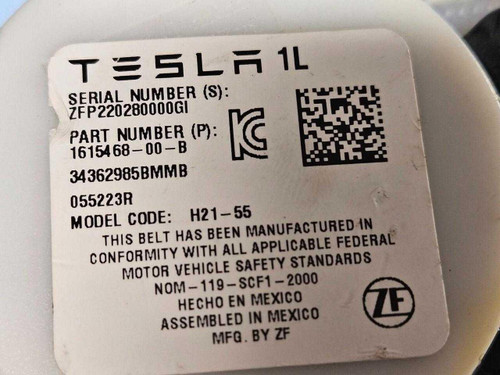 TESLA 1L
SERIAL NUMBER (S):
ZFP220280000GI
PART NUMBER (P):
1615468-00-B
34362985BMMB
055223R
MODEL CODE: H21-55
THIS BELT HAS BEEN MANUFACTURED IN
CONFORMITY WITH ALL APPLICABLE FEDERAL
MOTOR VEHICLE SAFETY STANDARDS
NOM-119-SCF1-2000
HECHO EN MEXICO
ASSEMBLED IN MEXICO
MFG. BY ZF
KC
ZF